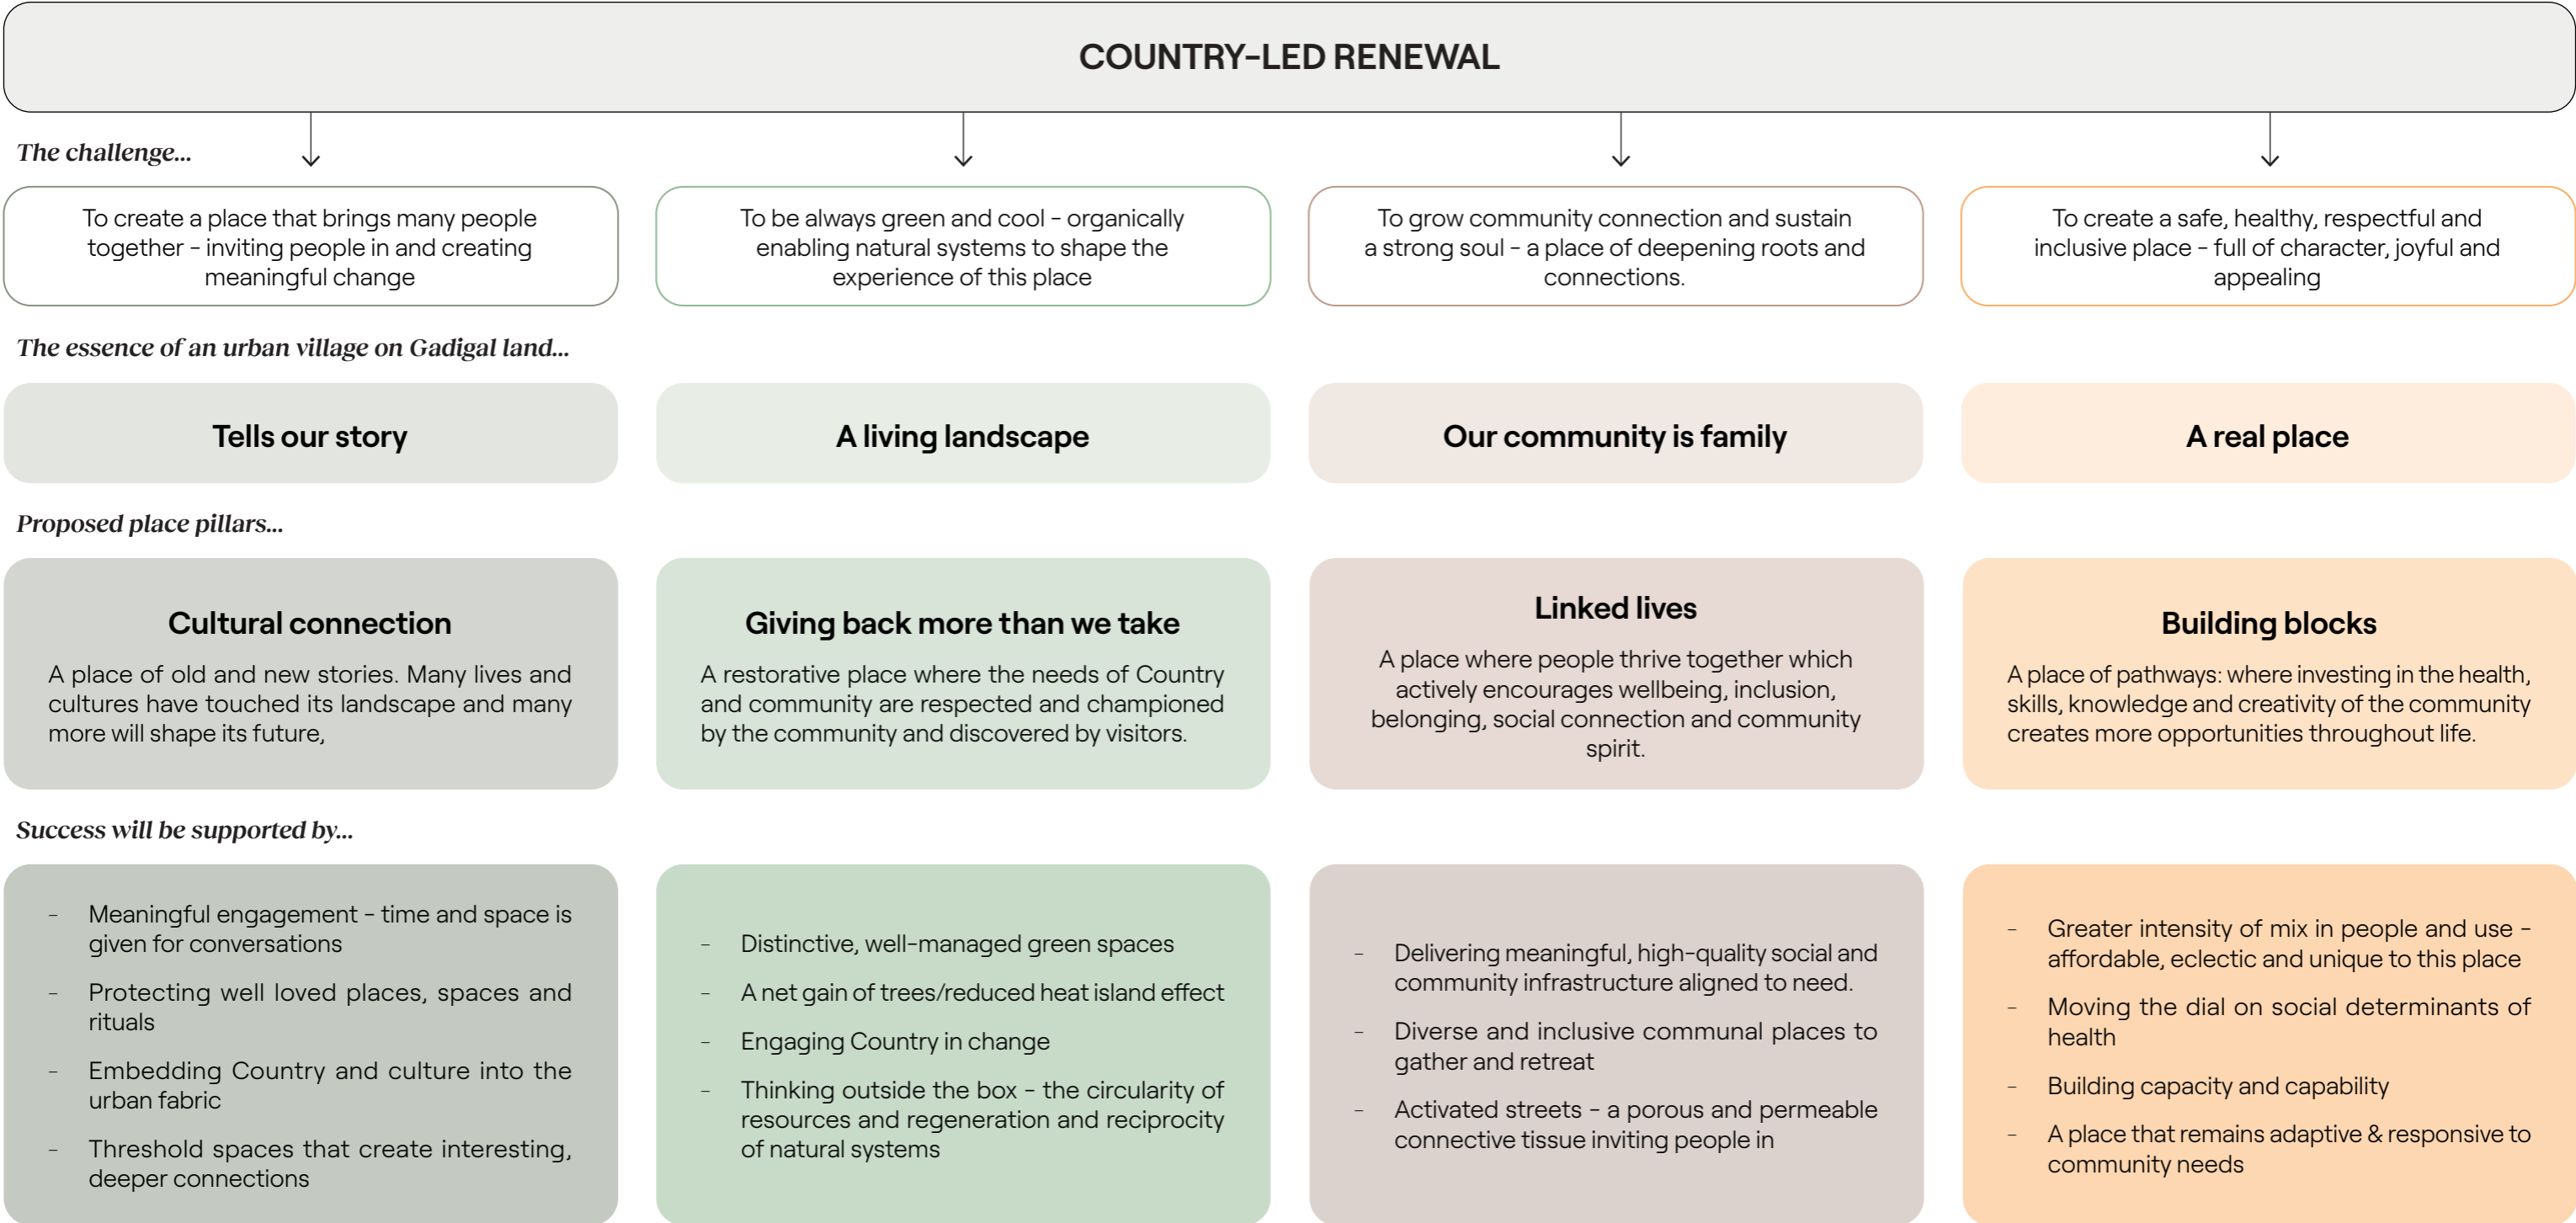 COUNTRY-LED RENEWAL
The challenge...
To create a place that brings many people
together - inviting people in and creating
meaningful change
To be always green and cool - organically
enabling natural systems to shape the
experience of this place
To grow community connection and sustain
a strong soul - a place of deepening roots and
connections.
To create a safe, healthy, respectful and
inclusive place - full of character, joyful and
appealing
The essence of an urban village on Gadigal land...
Tells our story
A living landscape
Our community is family
A real place
Proposed place pillars...
Cultural connection
A place of old and new stories. Many lives and
cultures have touched its landscape and many
more will shape its future,
Giving back more than we take
A restorative place where the needs of Country
and community are respected and championed
by the community and discovered by visitors.
Linked lives
A place where people thrive together which
actively encourages wellbeing, inclusion,
belonging, social connection and community
spirit.
Building blocks
A place of pathways: where investing in the health,
skills, knowledge and creativity of the community
creates more opportunities throughout life.
Success will be supported by...
- Meaningful engagement - time and space is
given for conversations
- Protecting well loved places, spaces and
rituals
- Embedding Country and culture into the
urban fabric
- Threshold spaces that create interesting,
deeper connections
- Distinctive, well-managed green spaces
- A net gain of trees/reduced heat island effect
- Engaging Country in change
- Thinking outside the box - the circularity of
resources and regeneration and reciprocity
of natural systems
- Delivering meaningful, high-quality social and
community infrastructure aligned to need.
- Diverse and inclusive communal places to
gather and retreat
- Activated streets - a porous and permeable
connective tissue inviting people in
- Greater intensity of mix in people and use -
affordable, eclectic and unique to this place
- Moving the dial on social determinants of
health
- Building capacity and capability
- A place that remains adaptive & responsive to
community needs